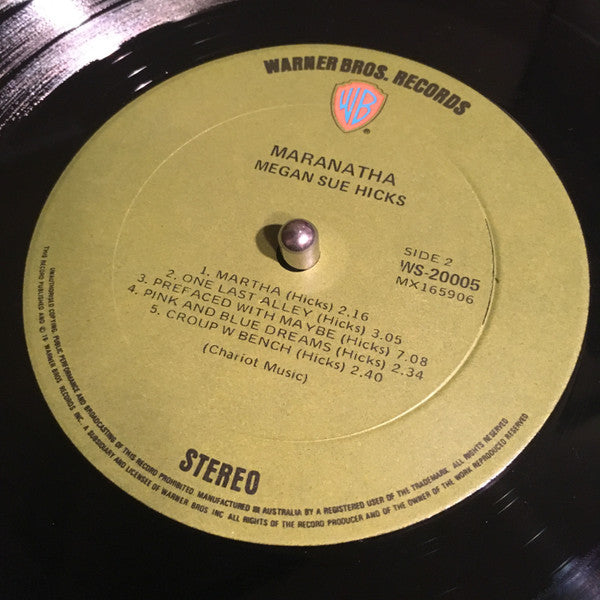 WARNER BROS. RECORDS
WB
®
MARANATHA
MEGAN SUE HICKS
SIDE 2
WS-20005
MX165906
1. MARTHA (Hicks) 2.16
2. ONE LAST ALLEY (Hicks) 3.05
3. PREFACED WITH MAYBE (Hicks) 7.08
4. PINK AND BLUE DREAMS (Hicks) 2.34
5. CROUP W BENCH (Hicks) 2.40
(Chariot Music)
STEREO
UNAUTHORISED COPYING, PUBLIC PERFORMANCE AND BROADCASTING OF THIS RECORD PROHIBITED. MANUFACTURED IN AUSTRALIA BY A REGISTERED USER OF THE TRADEMARK. ALL RIGHTS RESERVED
THIS RECORD PUBLISHED AND © 19 WARNER BROS RECORDS INC. A SUBSIDIARY AND LICENSEE OF WARNER BROS INC ALL RIGHTS OF THE RECORD PRODUCER AND OF THE OWNER OF THE WORK REPRODUCED RESERVED